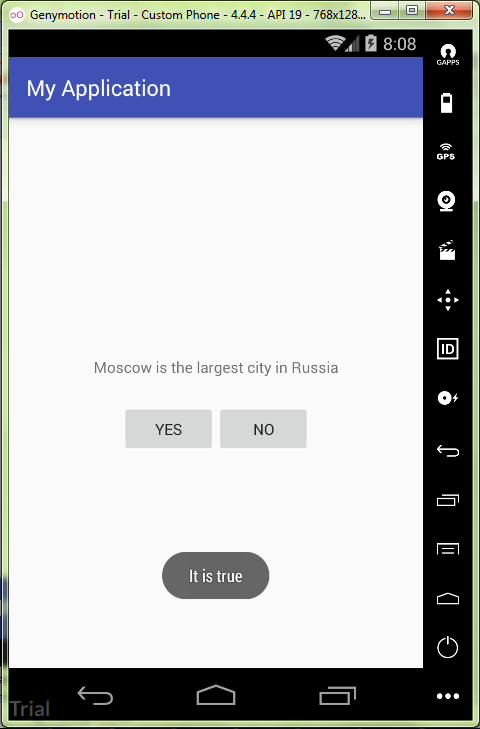 Genymotion - Trial - Custom Phone - 4.4.4 - API 19 - 768x128...
8:08
GAPPS
My Application
GPS
ID
Moscow is the largest city in Russia
YES NO
It is true
Trial